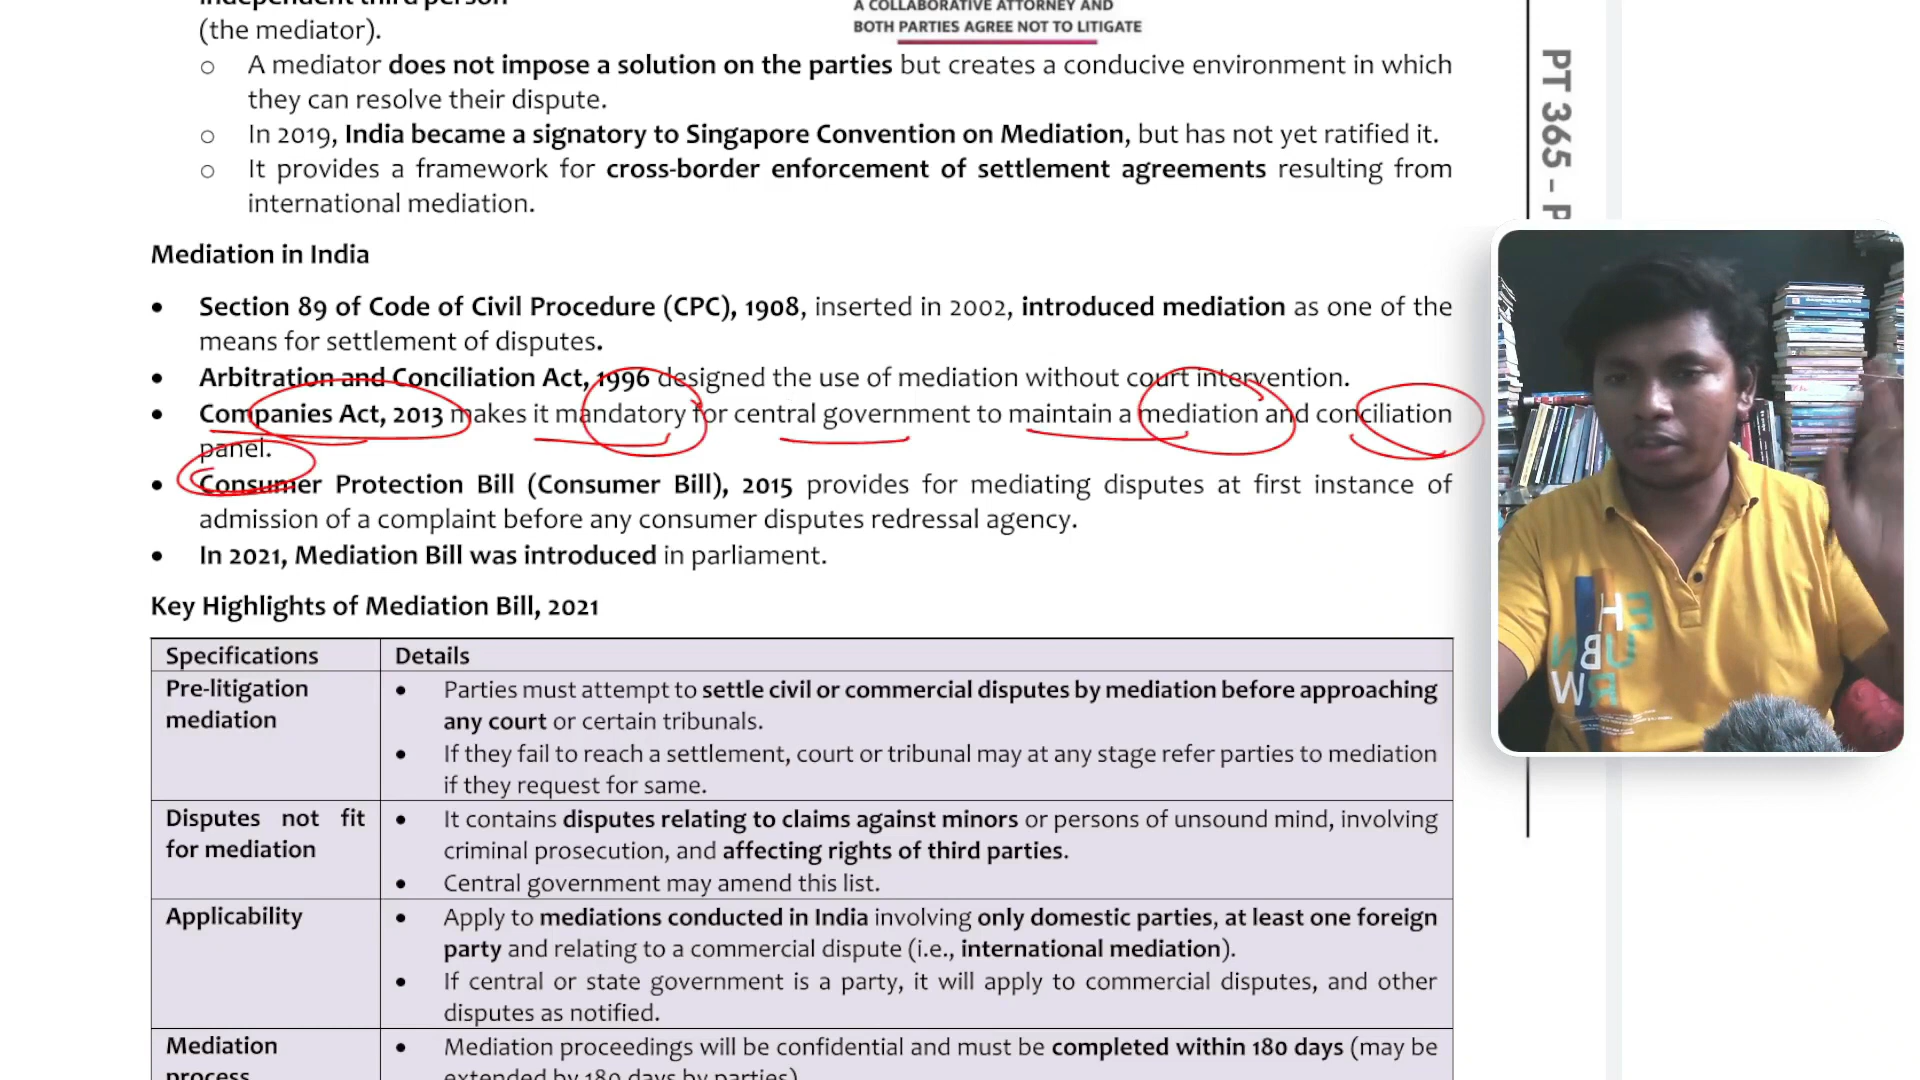 independent third person
(the mediator).
A COLLABORATIVE ATTORNEY AND
BOTH PARTIES AGREE NOT TO LITIGATE
o A mediator does not impose a solution on the parties but creates a conducive environment in which
they can resolve their dispute.
o In 2019, India became a signatory to Singapore Convention on Mediation, but has not yet ratified it.
o It provides a framework for cross-border enforcement of settlement agreements resulting from
international mediation.
Mediation in India
• Section 89 of Code of Civil Procedure (CPC), 1908, inserted in 2002, introduced mediation as one of the
means for settlement of disputes.
• Arbitration and Conciliation Act, 1996 designed the use of mediation without court intervention.
• Companies Act, 2013 makes it mandatory for central government to maintain a mediation and conciliation
panel.
• Consumer Protection Bill (Consumer Bill), 2015 provides for mediating disputes at first instance of
admission of a complaint before any consumer disputes redressal agency.
• In 2021, Mediation Bill was introduced in parliament.
Key Highlights of Mediation Bill, 2021
Specifications Details
Pre-litigation
mediation
• Parties must attempt to settle civil or commercial disputes by mediation before approaching
any court or certain tribunals.
• If they fail to reach a settlement, court or tribunal may at any stage refer parties to mediation
if they request for same.
Disputes not fit
for mediation
• It contains disputes relating to claims against minors or persons of unsound mind, involving
criminal prosecution, and affecting rights of third parties.
• Central government may amend this list.
Applicability
• Apply to mediations conducted in India involving only domestic parties, at least one foreign
party and relating to a commercial dispute (i.e., international mediation).
• If central or state government is a party, it will apply to commercial disputes, and other
disputes as notified.
Mediation
process
• Mediation proceedings will be confidential and must be completed within 180 days (may be
extended by 180 days by parties)
PT 365 - P